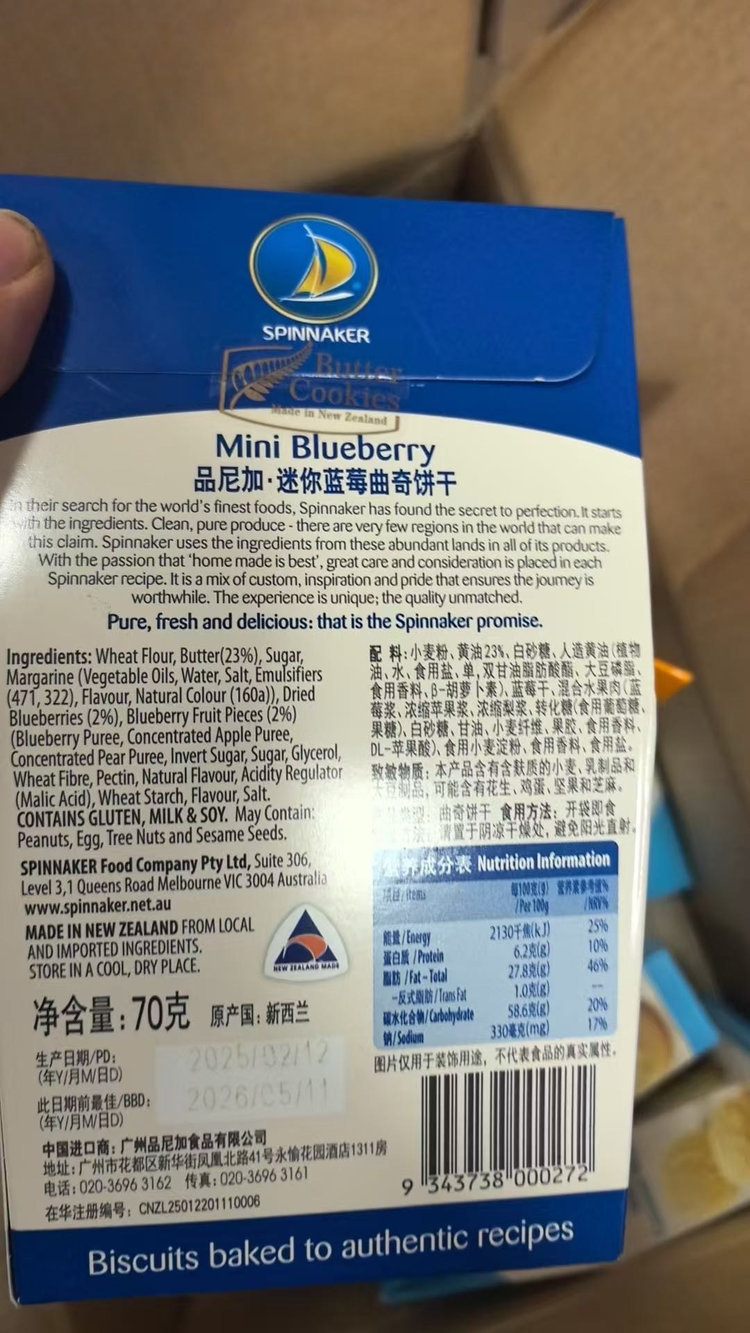 SPINNAKER
Butter
Cookies
Made in New Zealand
Mini Blueberry
品尼加·迷你蓝莓曲奇饼干
their search for the world's finest foods, Spinnaker has found the secret to perfection. It starts
with the ingredients. Clean, pure produce - there are very few regions in the world that can make
this claim. Spinnaker uses the ingredients from these abundant lands in all of its products.
With the passion that 'home made is best', great care and consideration is placed in each
Spinnaker recipe. It is a mix of custom, inspiration and pride that ensures the journey is
worthwhile. The experience is unique; the quality unmatched.
Pure, fresh and delicious: that is the Spinnaker promise.
Ingredients: Wheat Flour, Butter(23%), Sugar,
Margarine (Vegetable Oils, Water, Salt, Emulsifiers
(471, 322), Flavour, Natural Colour (160a)), Dried
Blueberries (2%), Blueberry Fruit Pieces (2%)
(Blueberry Puree, Concentrated Apple Puree,
Concentrated Pear Puree, Invert Sugar, Sugar, Glycerol,
Wheat Fibre, Pectin, Natural Flavour, Acidity Regulator
(Malic Acid), Wheat Starch, Flavour, Salt.
CONTAINS GLUTEN, MILK & SOY. May Contain:
Peanuts, Egg, Tree Nuts and Sesame Seeds.
SPINNAKER Food Company Pty Ltd, Suite 306,
Level 3,1 Queens Road Melbourne VIC 3004 Australia
www.spinnaker.net.au
MADE IN NEW ZEALAND FROM LOCAL
AND IMPORTED INGREDIENTS.
STORE IN A COOL, DRY PLACE.
NEW ZEALAND MADE
净含量:70克 原产国:新西兰
生产日期/PD:
(年Y/月M/日D)
2025/02/12
此日期前最佳/BBD:
(年Y/月M/日D)
2026/05/11
中国进口商:广州品尼加食品有限公司
地址:广州市花都区新华街凤凰北路41号永愉花园酒店1311房
电话:020-3696 3162 传真:020-3696 3161
在华注册编号:CNZL25012201110006
配 料:小麦粉、黄油23%、白砂糖、人造黄油(植物
油、水、食用盐、单,双甘油脂肪酸酯、大豆磷脂、
食用香料、β-胡萝卜素)、蓝莓干、混合水果肉(蓝
莓浆、浓缩苹果浆、浓缩梨浆、转化糖(食用葡萄糖、
果糖)、白砂糖、甘油、小麦纤维、果胶、食用香料、
DL-苹果酸)、食用小麦淀粉、食用香料、食用盐。
致敏物质:本产品含有含麸质的小麦、乳制品和
大豆制品,可能含有花生、鸡蛋、坚果和芝麻。
曲奇饼干 食用方法:开袋即食
请置于阴凉干燥处,避免阳光直射。
营养成分表 Nutrition Information
项目/Items 每100克(g) 营养素参考值%
/Per 100g /NRV%
能量/Energy 2130千焦(kJ) 25%
蛋白质/Protein 6.2克(g) 10%
脂肪/Fat-Total 27.8克(g) 46%
-反式脂肪/Trans Fat 1.0克(g) --
碳水化合物/Carbohydrate 58.6克(g) 20%
钠/Sodium 330毫克(mg) 17%
图片仅用于装饰用途,不代表食品的真实属性。
9 343738 000272
Biscuits baked to authentic recipes